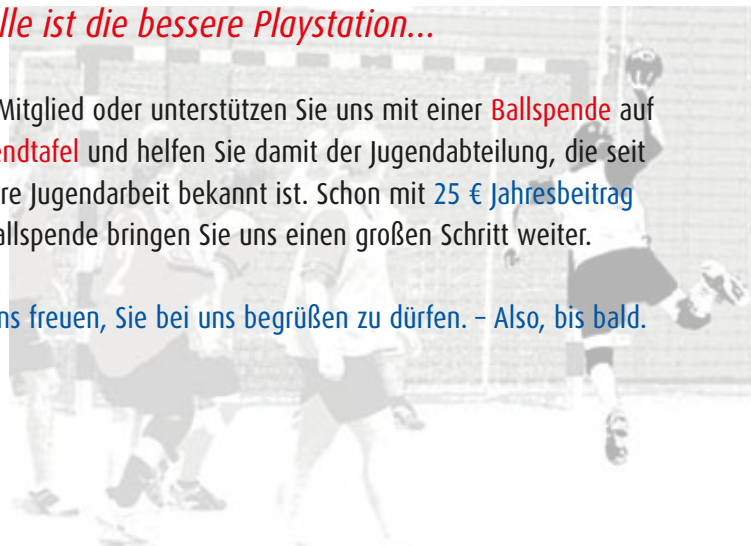 lle ist die bessere Playstation...
Mitglied oder unterstützen Sie uns mit einer Ballspende auf
endtafel und helfen Sie damit der Jugendabteilung, die seit
re Jugendarbeit bekannt ist. Schon mit 25 € Jahresbeitrag
allspende bringen Sie uns einen großen Schritt weiter.
ns freuen, Sie bei uns begrüßen zu dürfen. – Also, bis bald.